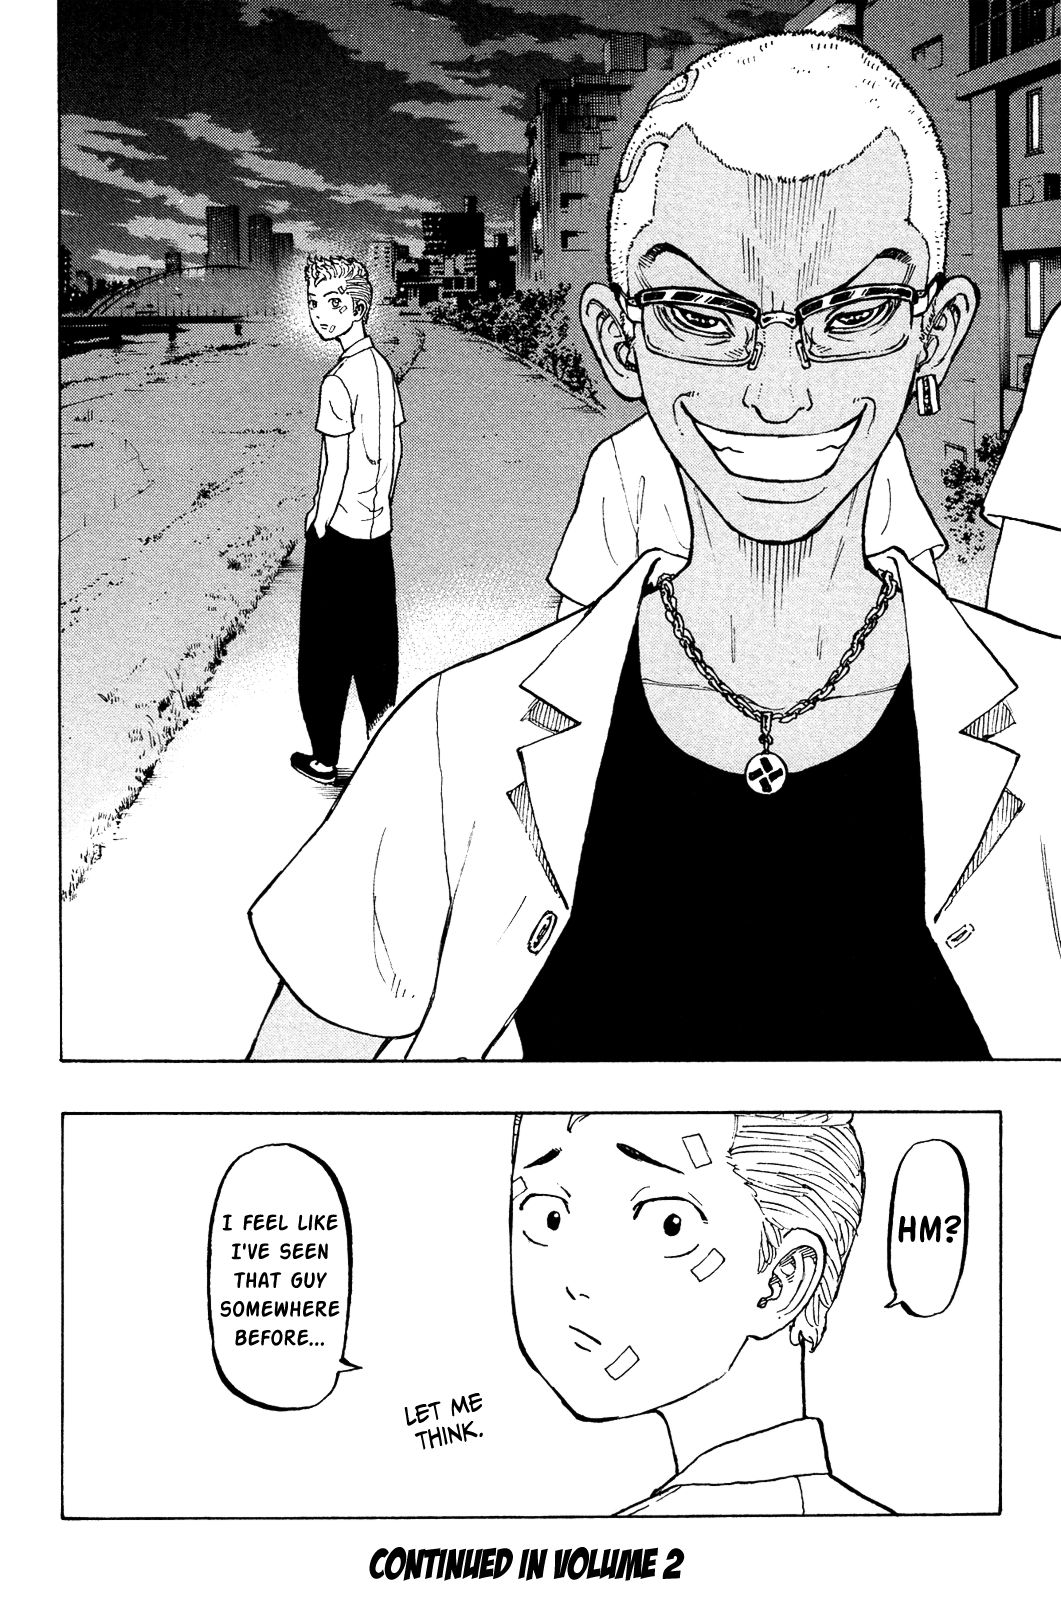 HM?
I FEEL LIKE
I'VE SEEN
THAT GUY
SOMEWHERE
BEFORE...
LET ME
THINK.
CONTINUED IN VOLUME 2